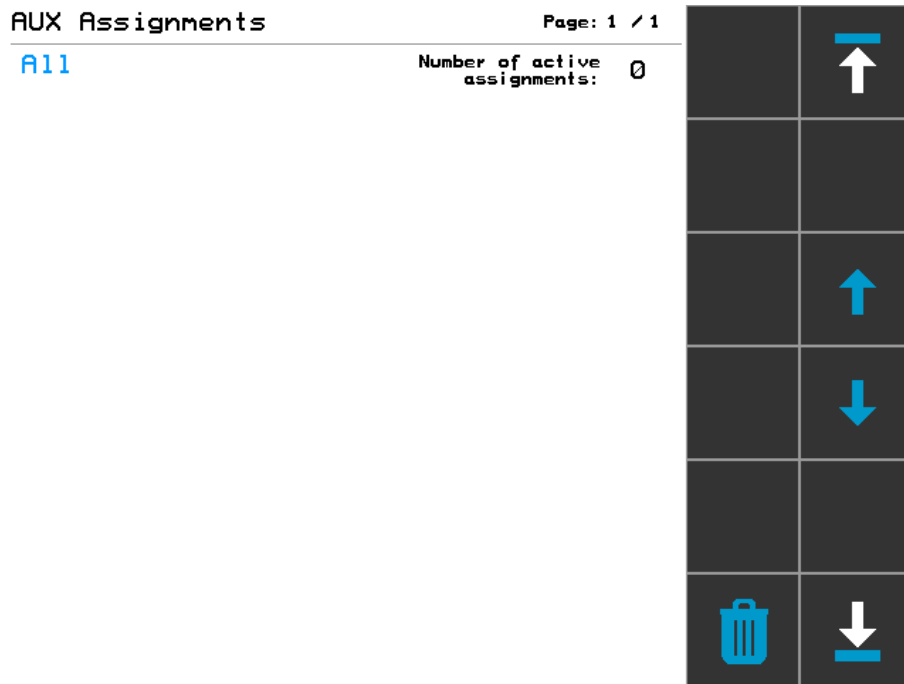 AUX Assignments Page: 1 / 1
All Number of active
assignments: 0